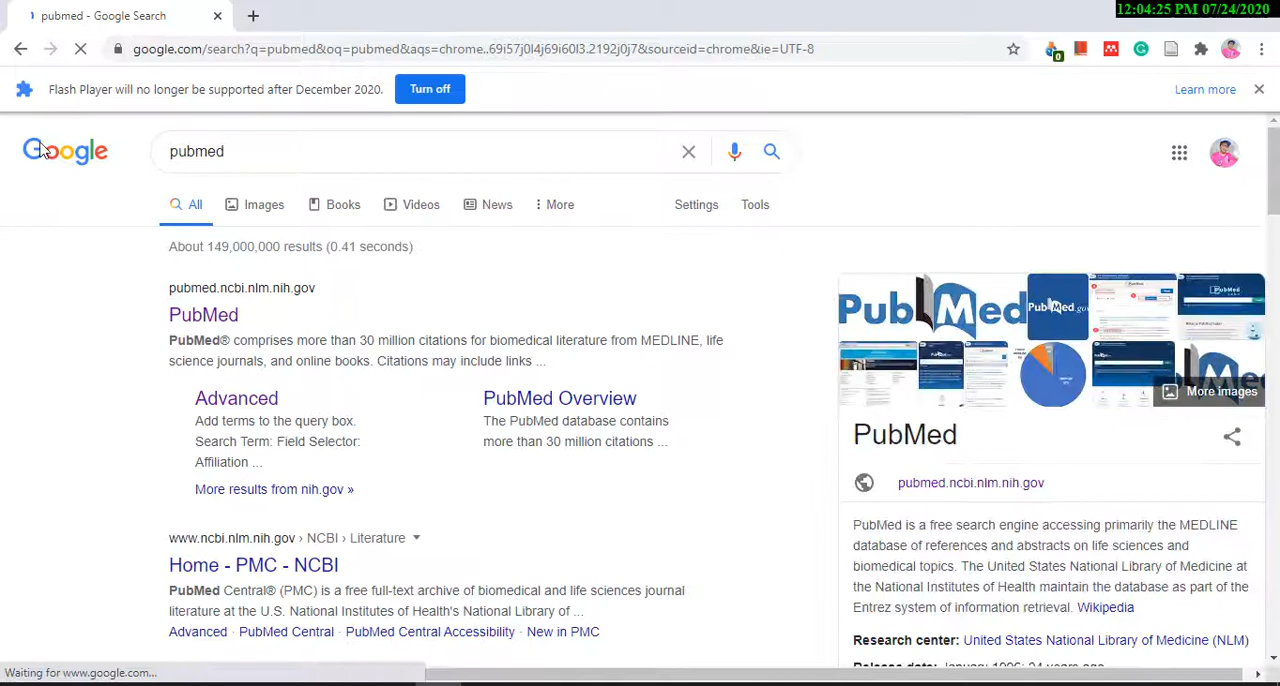 12:04:25 PM 07/24/2020
pubmed - Google Search
google.com/search?q=pubmed&oq=pubmed&aqs=chrome..69i57j0l4j69i60l3.2192j0j7&sourceid=chrome&ie=UTF-8
0
Flash Player will no longer be supported after December 2020.
Turn off
Learn more
Google
pubmed
All
Images
Books
Videos
News
More
Settings
Tools
About 149,000,000 results (0.41 seconds)
pubmed.ncbi.nlm.nih.gov
PubMed
PubMed® comprises more than 30 million citations for biomedical literature from MEDLINE, life
science journals, and online books. Citations may include links ...
Advanced
Add terms to the query box.
Search Term: Field Selector:
Affiliation ...
PubMed Overview
The PubMed database contains
more than 30 million citations ...
More results from nih.gov »
www.ncbi.nlm.nih.gov › NCBI › Literature
Home - PMC - NCBI
PubMed Central® (PMC) is a free full-text archive of biomedical and life sciences journal
literature at the U.S. National Institutes of Health's National Library of ...
Advanced · PubMed Central · PubMed Central Accessibility · New in PMC
PubMed
PubMed.gov
PubMed
More images
PubMed
pubmed.ncbi.nlm.nih.gov
PubMed is a free search engine accessing primarily the MEDLINE
database of references and abstracts on life sciences and
biomedical topics. The United States National Library of Medicine at
the National Institutes of Health maintain the database as part of the
Entrez system of information retrieval. Wikipedia
Research center: United States National Library of Medicine (NLM)
Release date: January 1996; 24 years ago
Waiting for www.google.com...